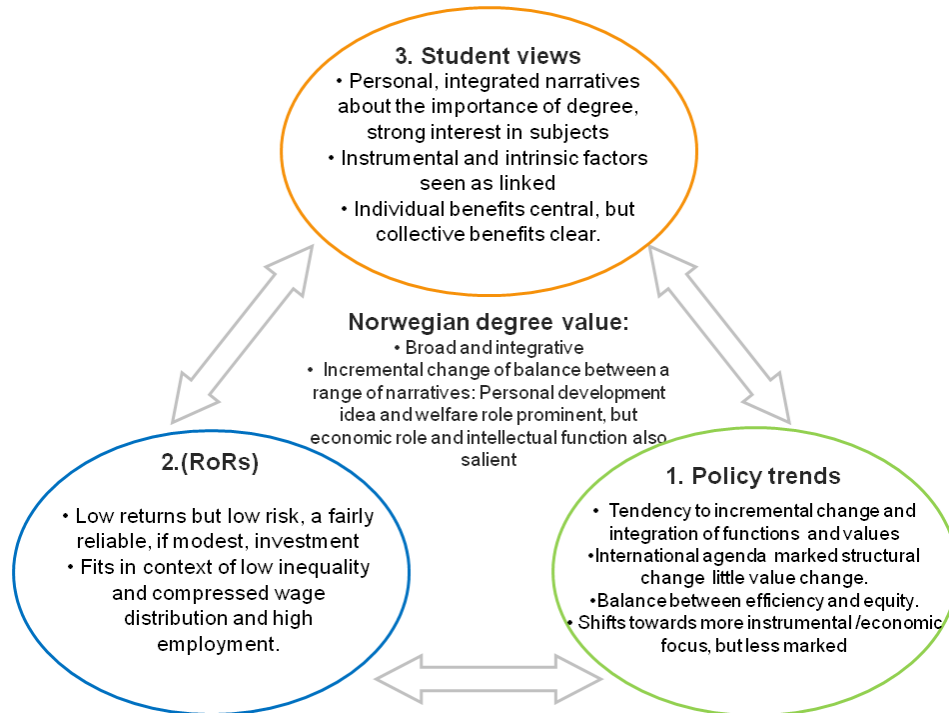 3. Student views
• Personal, integrated narratives
about the importance of degree,
strong interest in subjects
• Instrumental and intrinsic factors
seen as linked
• Individual benefits central, but
collective benefits clear.
Norwegian degree value:
• Broad and integrative
• Incremental change of balance between a
range of narratives: Personal development
idea and welfare role prominent, but
economic role and intellectual function also
salient
2.(RoRs)
• Low returns but low risk, a fairly
reliable, if modest, investment
• Fits in context of low inequality
and compressed wage
distribution and high
employment.
1. Policy trends
• Tendency to incremental change and
integration of functions and values
•International agenda marked structural
change little value change.
•Balance between efficiency and equity.
• Shifts towards more instrumental /economic
focus, but less marked